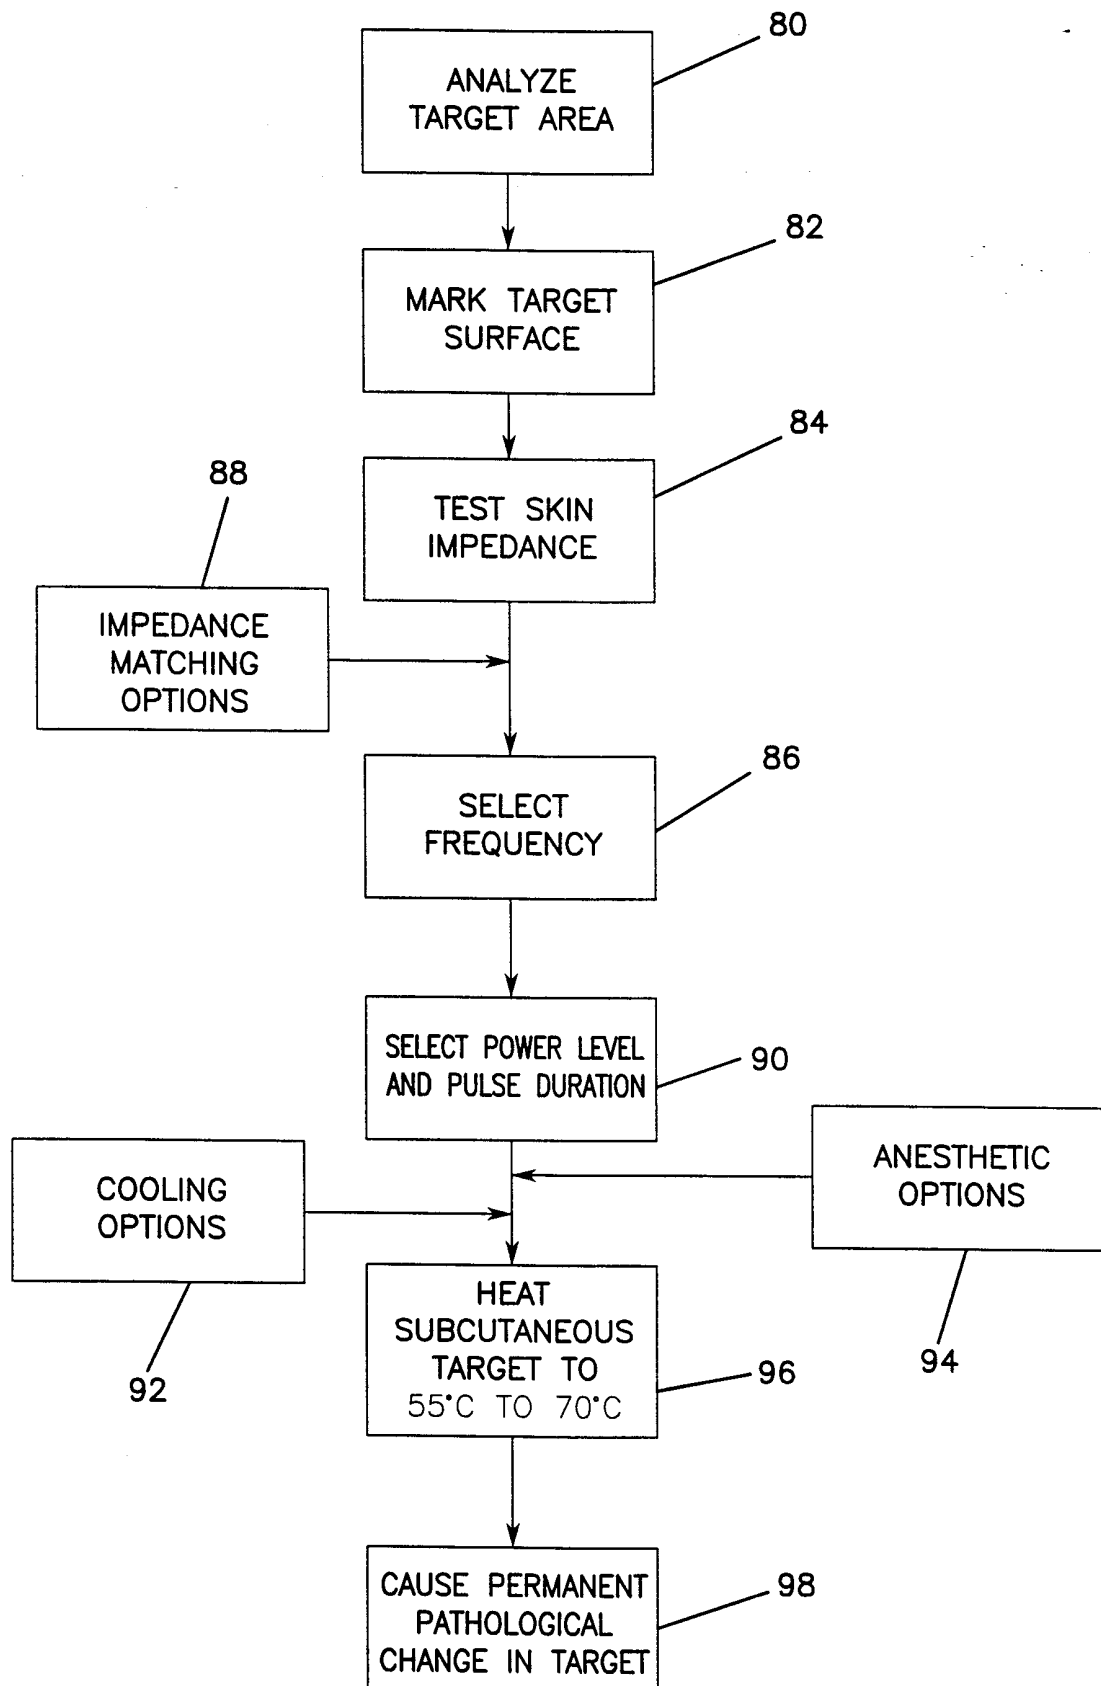 80
ANALYZE
TARGET AREA
82
MARK TARGET
SURFACE
84
TEST SKIN
IMPEDANCE
88
IMPEDANCE
MATCHING
OPTIONS
86
SELECT
FREQUENCY
SELECT POWER LEVEL
AND PULSE DURATION
90
ANESTHETIC
OPTIONS
94
COOLING
OPTIONS
92
HEAT
SUBCUTANEOUS
TARGET TO
55°C TO 70°C
96
CAUSE PERMANENT
PATHOLOGICAL
CHANGE IN TARGET
98